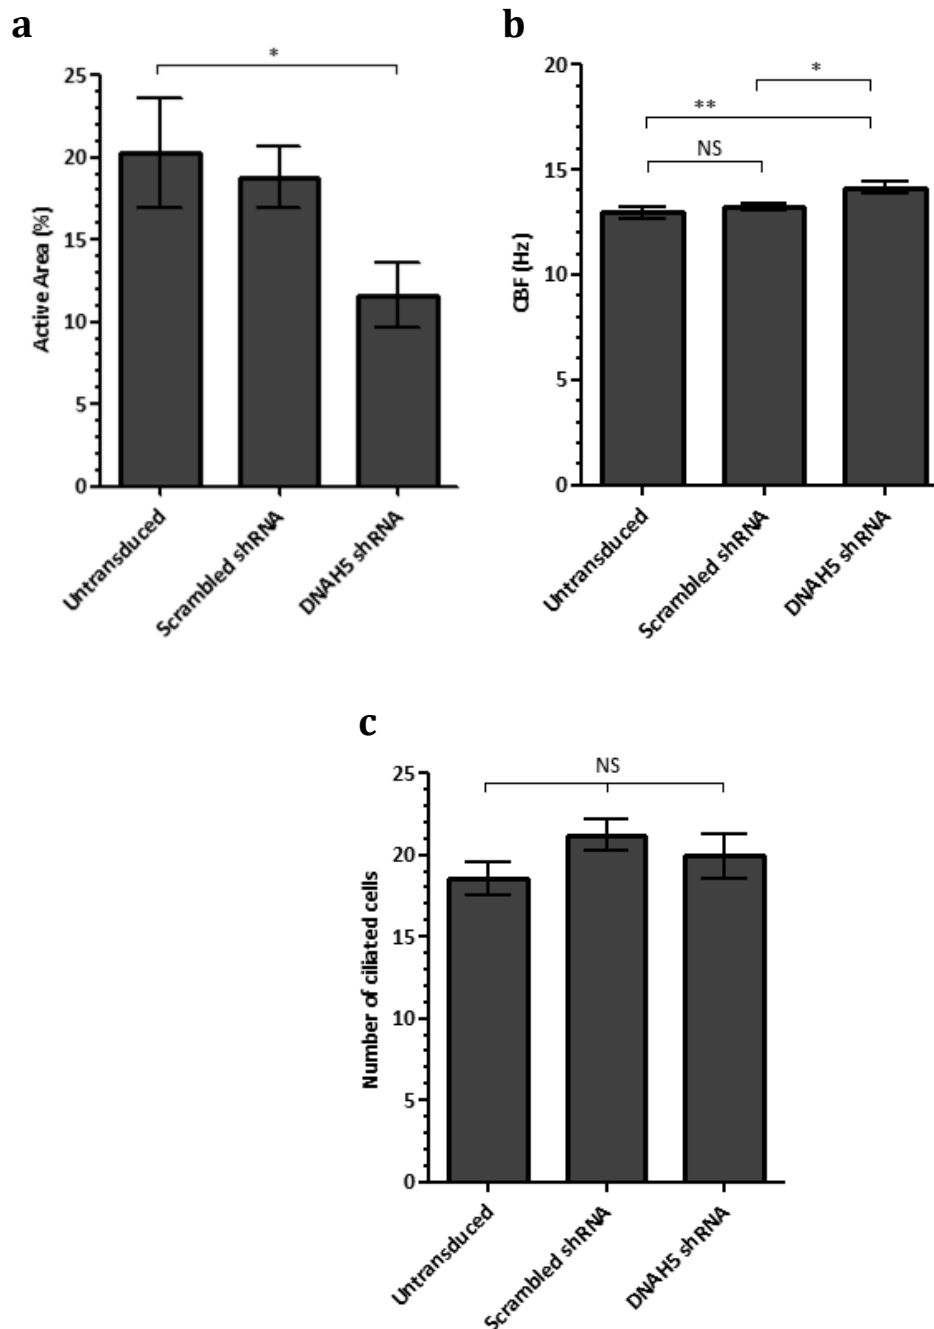 a
*
25
20
15
10
5
0
Active Area (%)
Untransduced
Scrambled shRNA
DNAH5 shRNA
b
*
**
NS
20
15
10
5
0
CBF (Hz)
Untransduced
Scrambled shRNA
DNAH5 shRNA
c
NS
25
20
15
10
5
0
Number of ciliated cells
Untransduced
Scrambled shRNA
DNAH5 shRNA